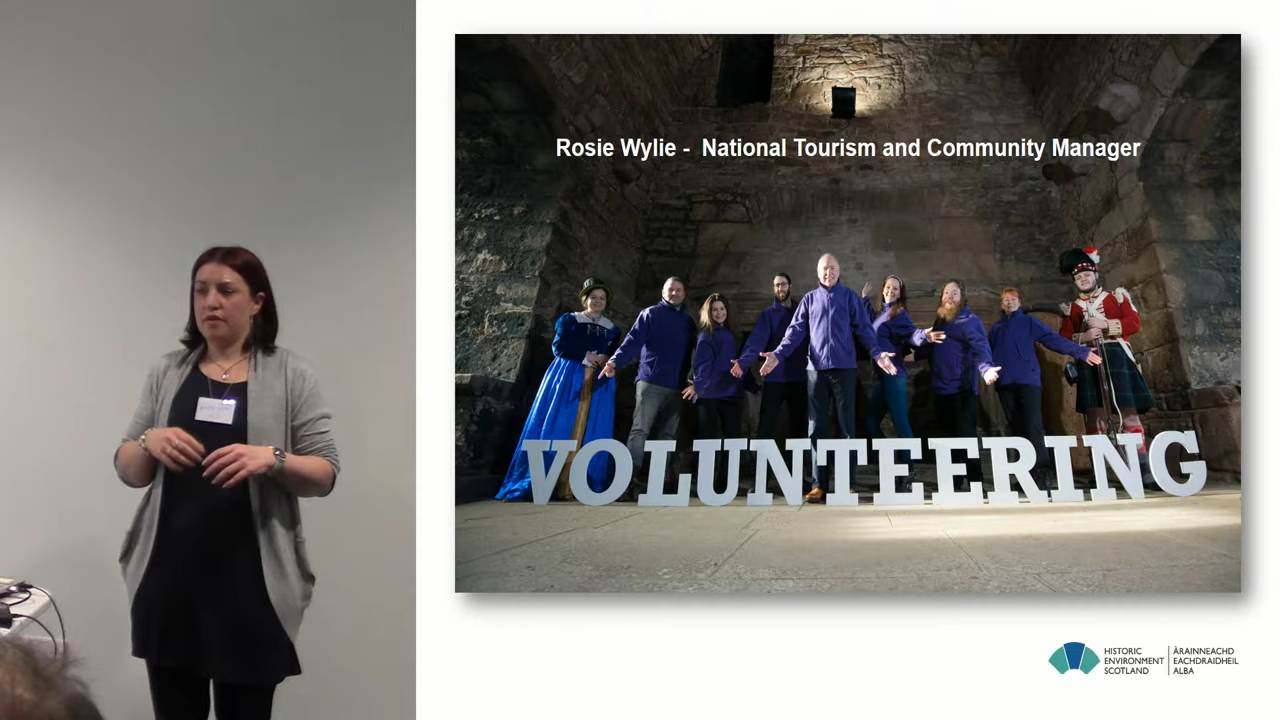 Rosie Wylie -  National Tourism and Community Manager
VOLUNTEERING
HISTORIC
ENVIRONMENT
SCOTLAND
ÀRAINNEACHD
EACHDRAIDHEIL
ALBA